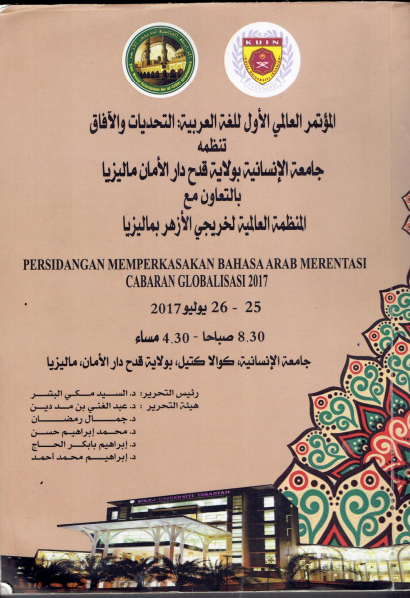 KUIN
المؤتمر العالمي الأول للغة العربية: التحديات والآفاق
تنظمه
جامعة الإنسانية بولاية قدح دار الأمان ماليزيا
بالتعاون مع
المنظمة العالمية لخريجي الأزهر بماليزيا
PERSIDANGAN MEMPERKASAKAN BAHASA ARAB MERENTASI
CABARAN GLOBALISASI 2017
25 - 26 يوليو 2017
8.30 صباحا - 4.30 مساء
جامعة الإنسانية، كوالا كتيل، بولاية قدح دار الأمان، ماليزيا
رئيس التحرير: د. السيد مكي البشر
هيئة التحرير: د. عبد الغني بن مد دين
د. جمال رمضان
د. محمد إبراهيم حسن
د. إبراهيم بابكر الحاج
د. إبراهيم محمد أحمد
UNIVERSITI INSANIAH